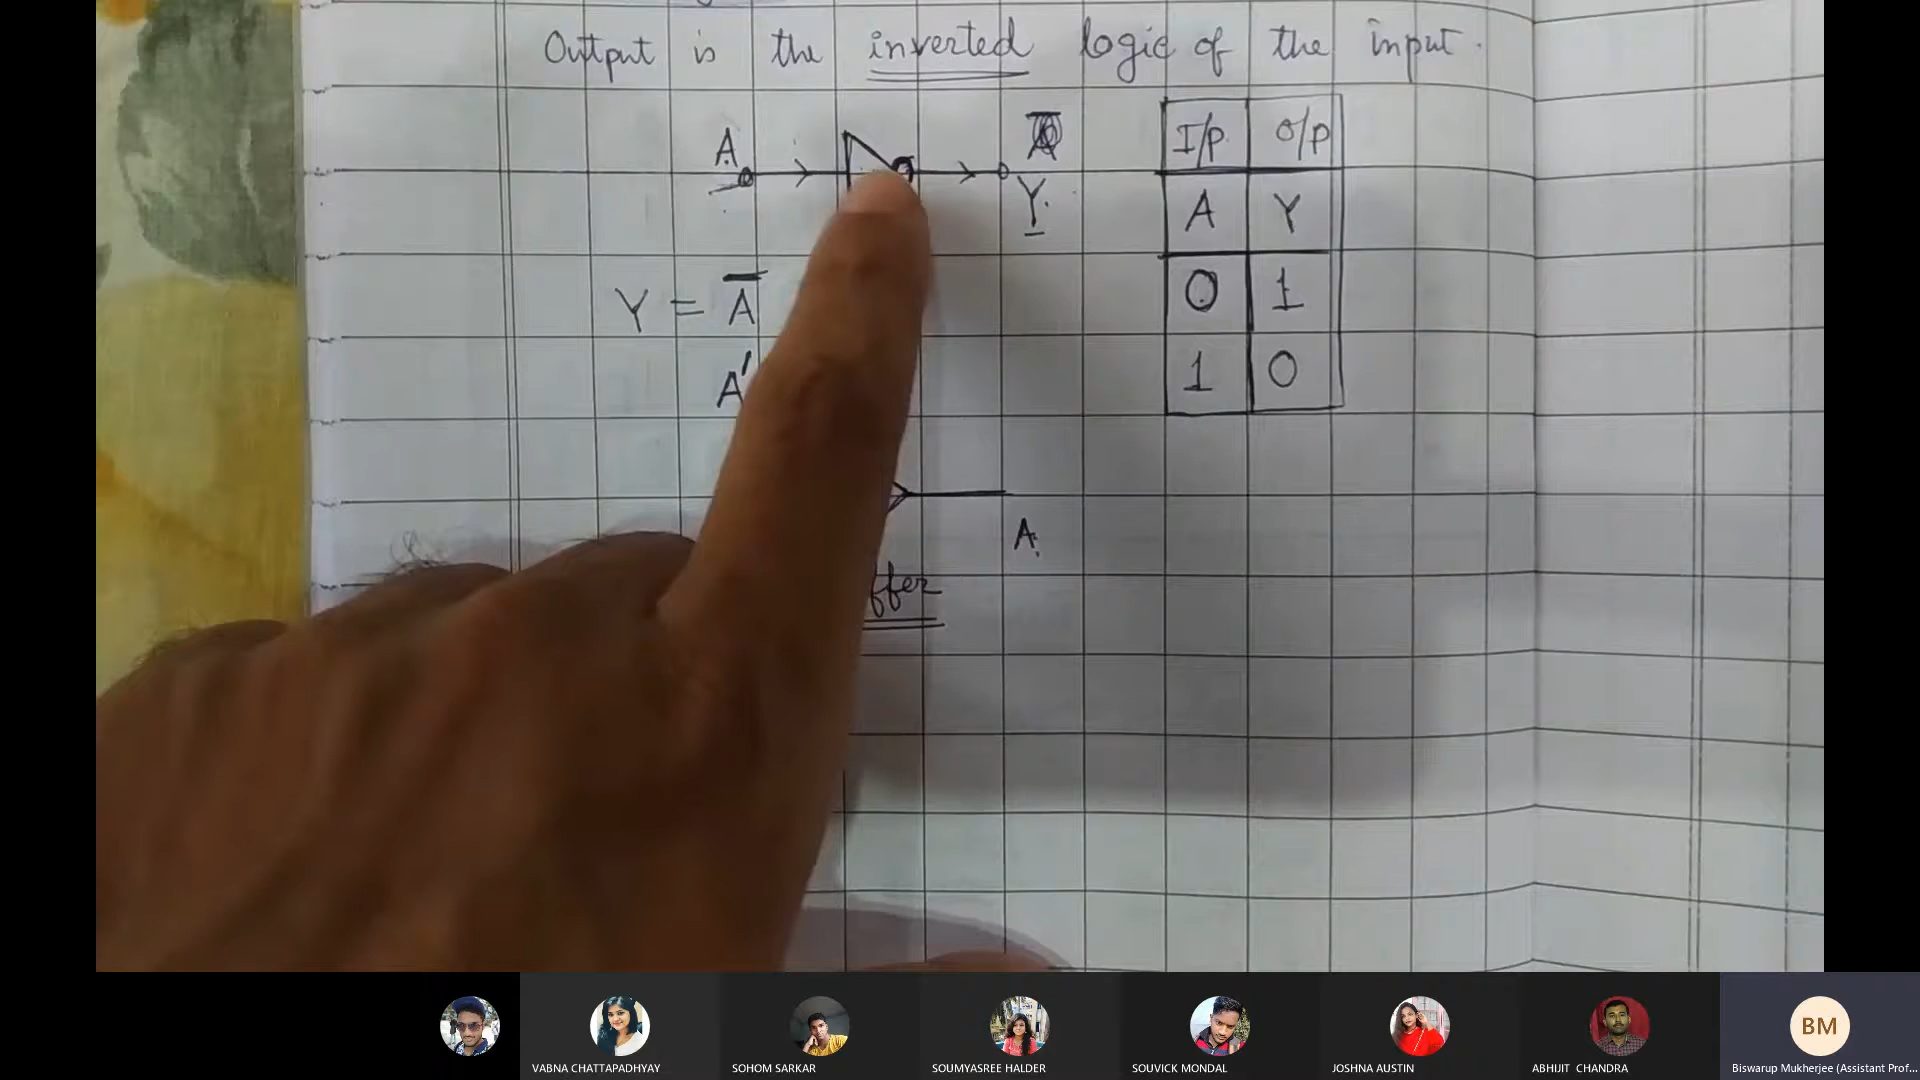 Output is the inverted logic of the input.
A
Y
I/p O/p
A Y
0 1
1 0
Y = A̅
A'
A
ffer
VABNA CHATTAPADHYAY
SOHOM SARKAR
SOUMYASREE HALDER
SOUVICK MONDAL
JOSHNA AUSTIN
ABHIJIT CHANDRA
BM
Biswarup Mukherjee (Assistant Prof...